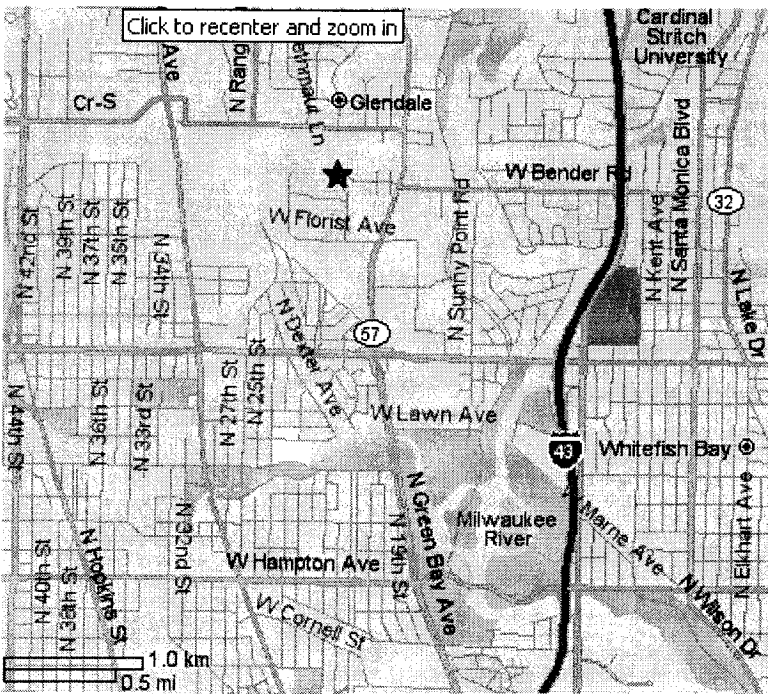 Click to recenter and zoom in
Cardinal
Stritch
University
Ave
N Rang
Ln
Cr-S
Glendale
W Bender Rd
N Santa Monica Blvd
N Kent Ave
32
N Lake Dr
W Florist Ave
N Sunny Point Rd
N 42nd St
N 39th St
N 37th St
N 35th St
N 34th St
57
N Dexter Ave
N 27th St
N 25th St
W Lawn Ave
N 44th St
N 36th St
N 33rd St
43
Whitefish Bay
N Green Bay Ave
N 19th St
Milwaukee
River
W Marne Ave
N Elkhart Ave
N 32nd St
N Hopkins St
W Hampton Ave
N 40th St
N 38th St
W Cornell St
N Wilson Dr
1.0 km
0.5 mi